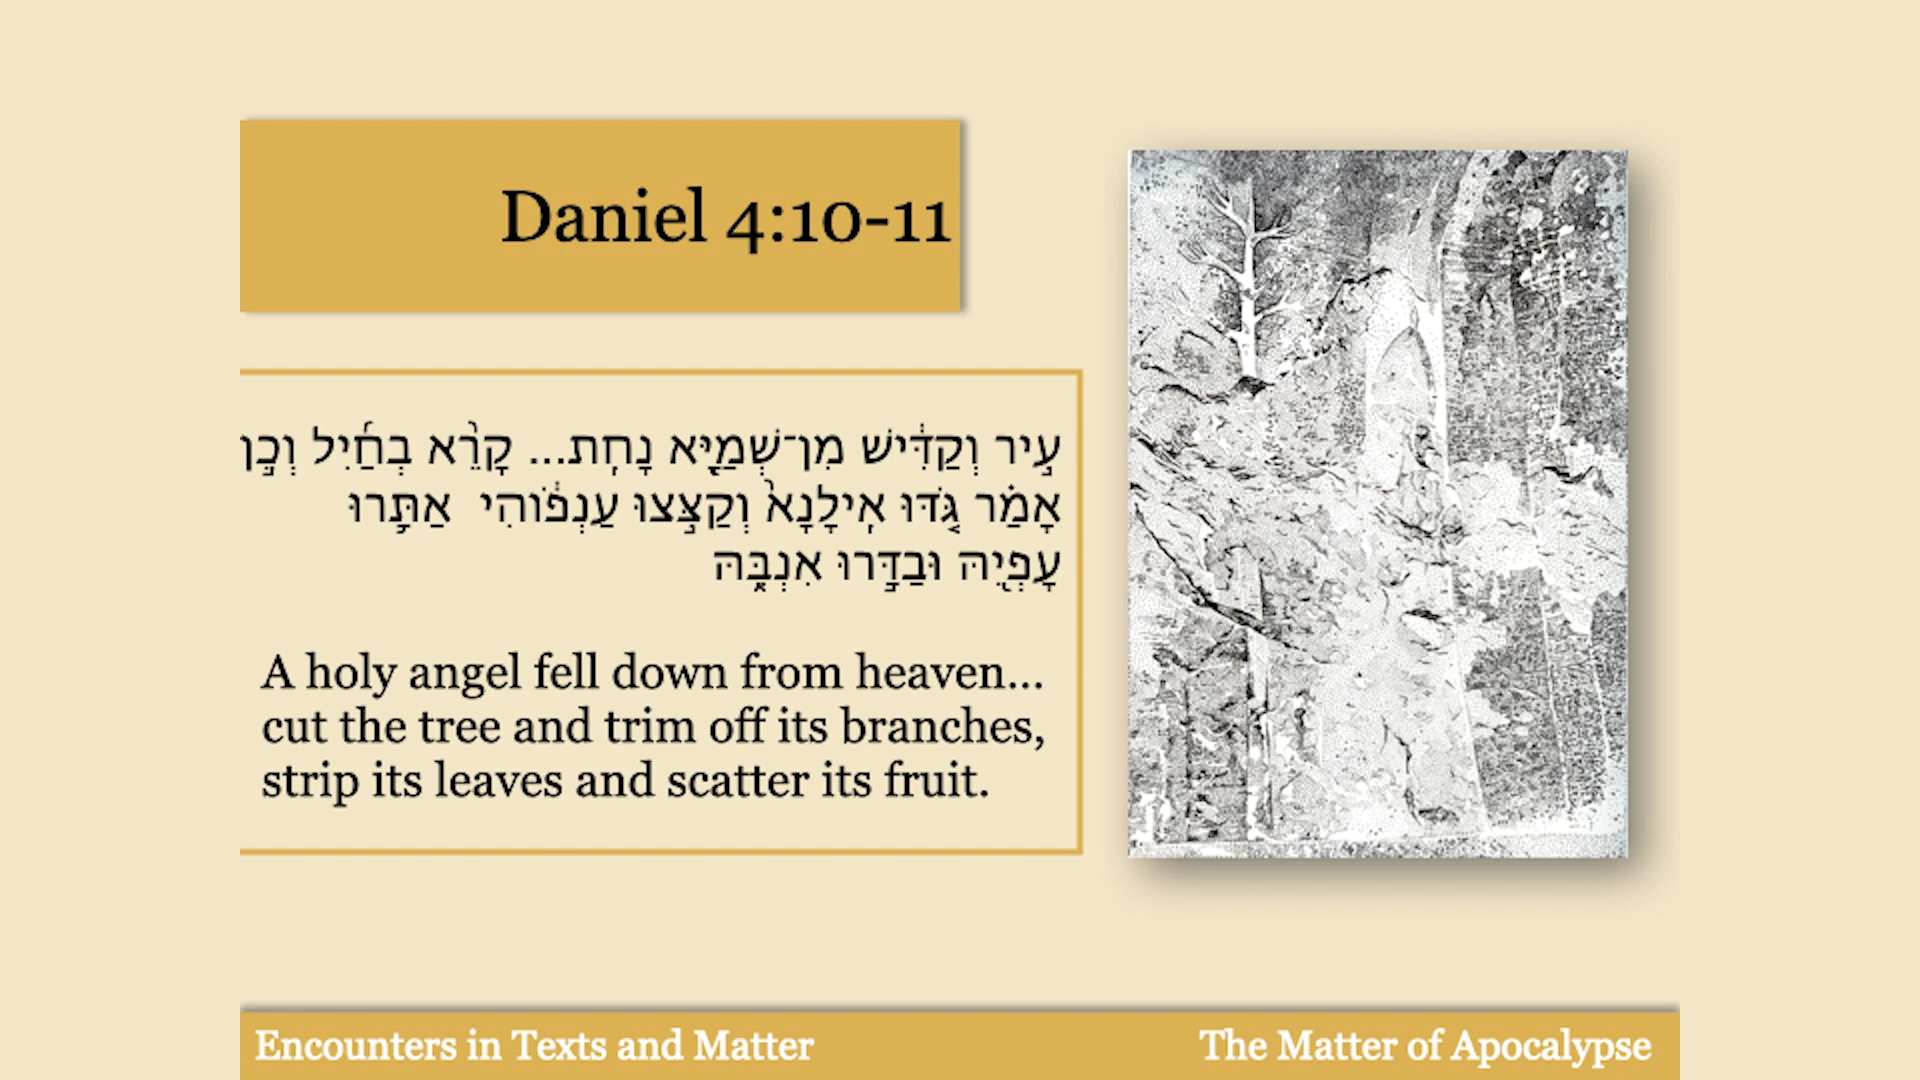 Daniel 4:10-11
עִ֣יר וְקַדִּ֔ישׁ מִן־שְׁמַיָּ֖א נָחִֽת... קָרֵ֨א בְחַ֜יִל וְכֵ֣ן
אָמַ֗ר גֹּ֤דּוּ אִֽילָנָא֙ וְקַצִּ֣צוּ עַנְפ֔וֹהִי אַתַּ֥רוּ
עָפְיֵ֖הּ וּבַדַּ֣רוּ אִנְבֵּ֑הּ
A holy angel fell down from heaven...
cut the tree and trim off its branches,
strip its leaves and scatter its fruit.
Encounters in Texts and Matter
The Matter of Apocalypse